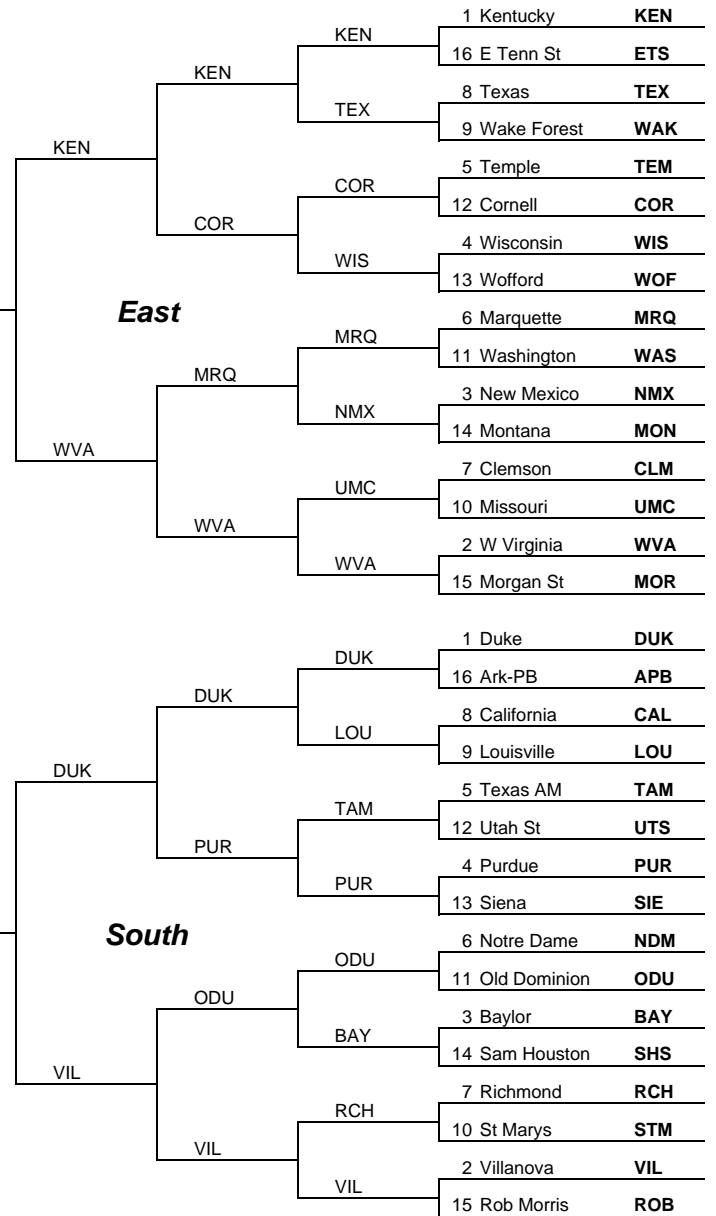 1 Kentucky KEN
KEN
16 E Tenn St ETS
KEN
8 Texas TEX
TEX
9 Wake Forest WAK
KEN
5 Temple TEM
COR
12 Cornell COR
COR
4 Wisconsin WIS
WIS
13 Wofford WOF
East
6 Marquette MRQ
MRQ
11 Washington WAS
MRQ
3 New Mexico NMX
NMX
14 Montana MON
WVA
7 Clemson CLM
UMC
10 Missouri UMC
WVA
2 W Virginia WVA
WVA
15 Morgan St MOR
1 Duke DUK
DUK
16 Ark-PB APB
DUK
8 California CAL
LOU
9 Louisville LOU
DUK
5 Texas AM TAM
TAM
12 Utah St UTS
PUR
4 Purdue PUR
PUR
13 Siena SIE
South
6 Notre Dame NDM
ODU
11 Old Dominion ODU
ODU
3 Baylor BAY
BAY
14 Sam Houston SHS
VIL
7 Richmond RCH
RCH
10 St Marys STM
VIL
2 Villanova VIL
VIL
15 Rob Morris ROB